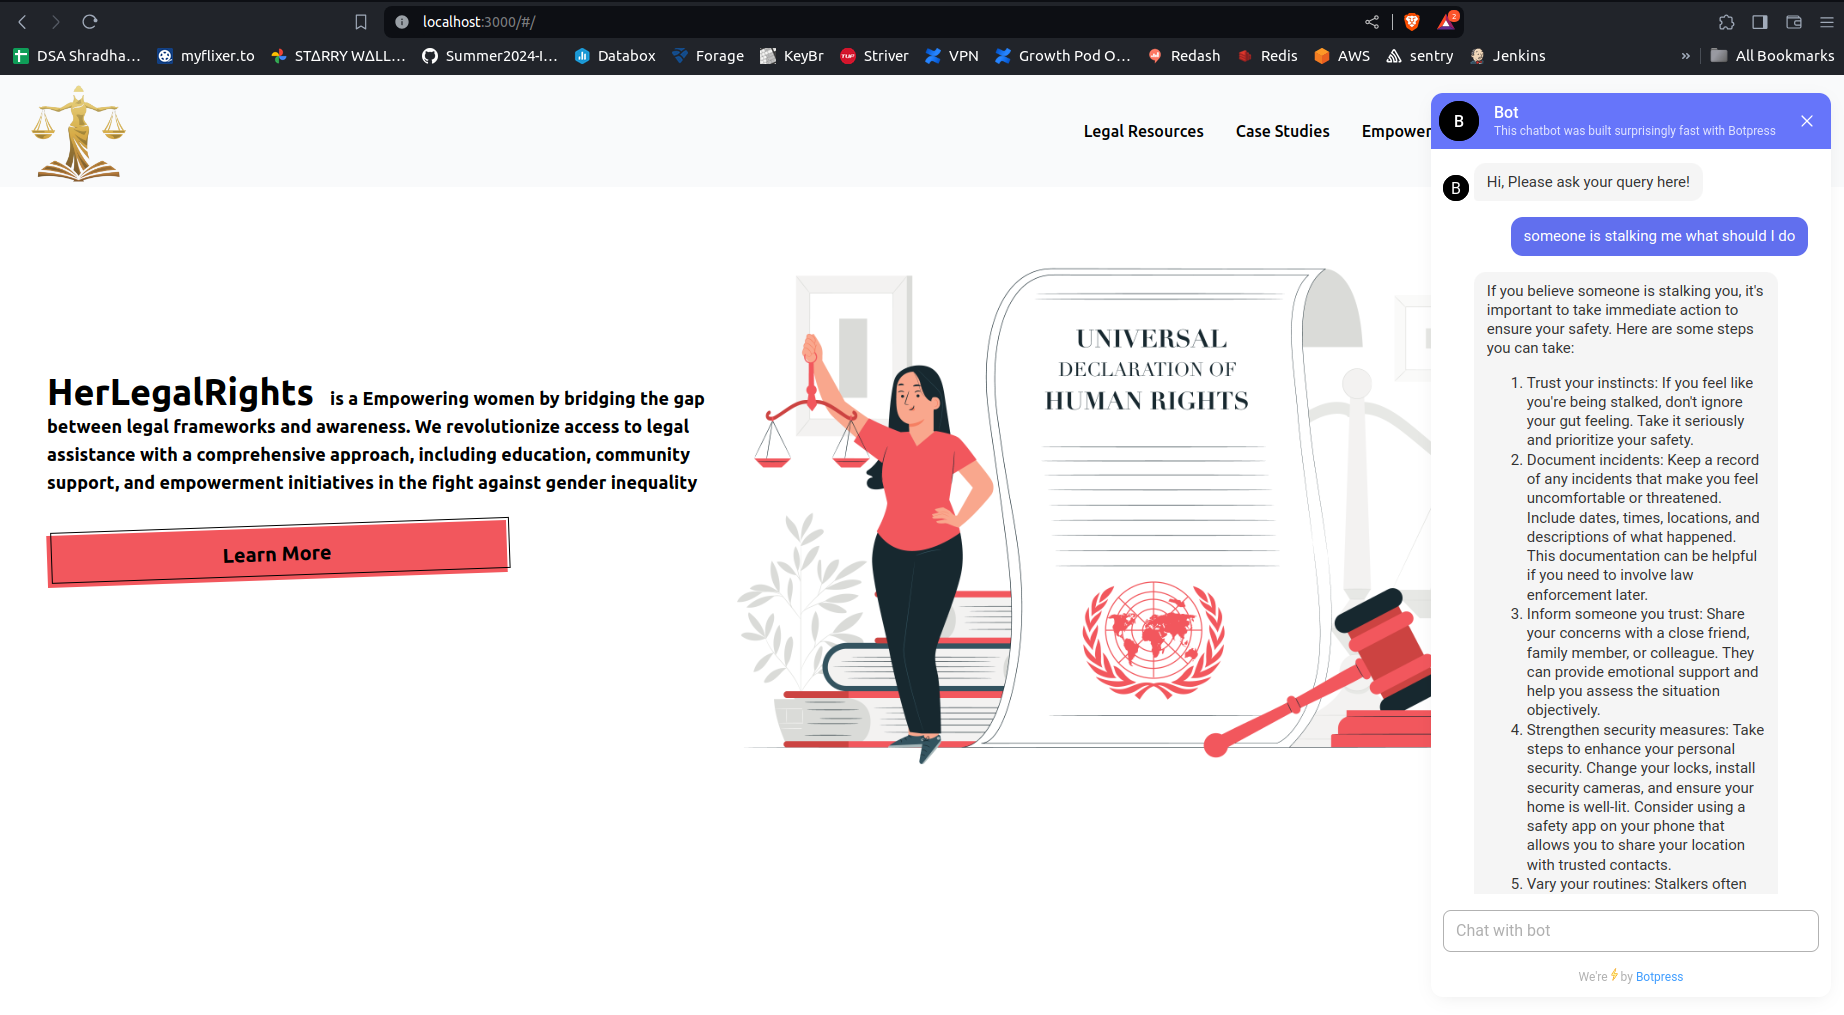 localhost:3000/#/
2
DSA Shradha...
myflixer.to
STΔRRY WΔLL...
Summer2024-I...
Databox
Forage
KeyBr
TUF
Striver
VPN
Growth Pod O...
Redash
Redis
AWS
sentry
Jenkins
»
All Bookmarks
Legal Resources
Case Studies
Empower
HerLegalRights is a Empowering women by bridging the gap
between legal frameworks and awareness. We revolutionize access to legal
assistance with a comprehensive approach, including education, community
support, and empowerment initiatives in the fight against gender inequality
Learn More
UNIVERSAL
DECLARATION OF
HUMAN RIGHTS
B
Bot
This chatbot was built surprisingly fast with Botpress
B
Hi, Please ask your query here!
someone is stalking me what should I do
If you believe someone is stalking you, it's
important to take immediate action to
ensure your safety. Here are some steps
you can take:
1. Trust your instincts: If you feel like
you're being stalked, don't ignore
your gut feeling. Take it seriously
and prioritize your safety.
2. Document incidents: Keep a record
of any incidents that make you feel
uncomfortable or threatened.
Include dates, times, locations, and
descriptions of what happened.
This documentation can be helpful
if you need to involve law
enforcement later.
3. Inform someone you trust: Share
your concerns with a close friend,
family member, or colleague. They
can provide emotional support and
help you assess the situation
objectively.
4. Strengthen security measures: Take
steps to enhance your personal
security. Change your locks, install
security cameras, and ensure your
home is well-lit. Consider using a
safety app on your phone that
allows you to share your location
with trusted contacts.
5. Vary your routines: Stalkers often
Chat with bot
We're ⚡ by Botpress